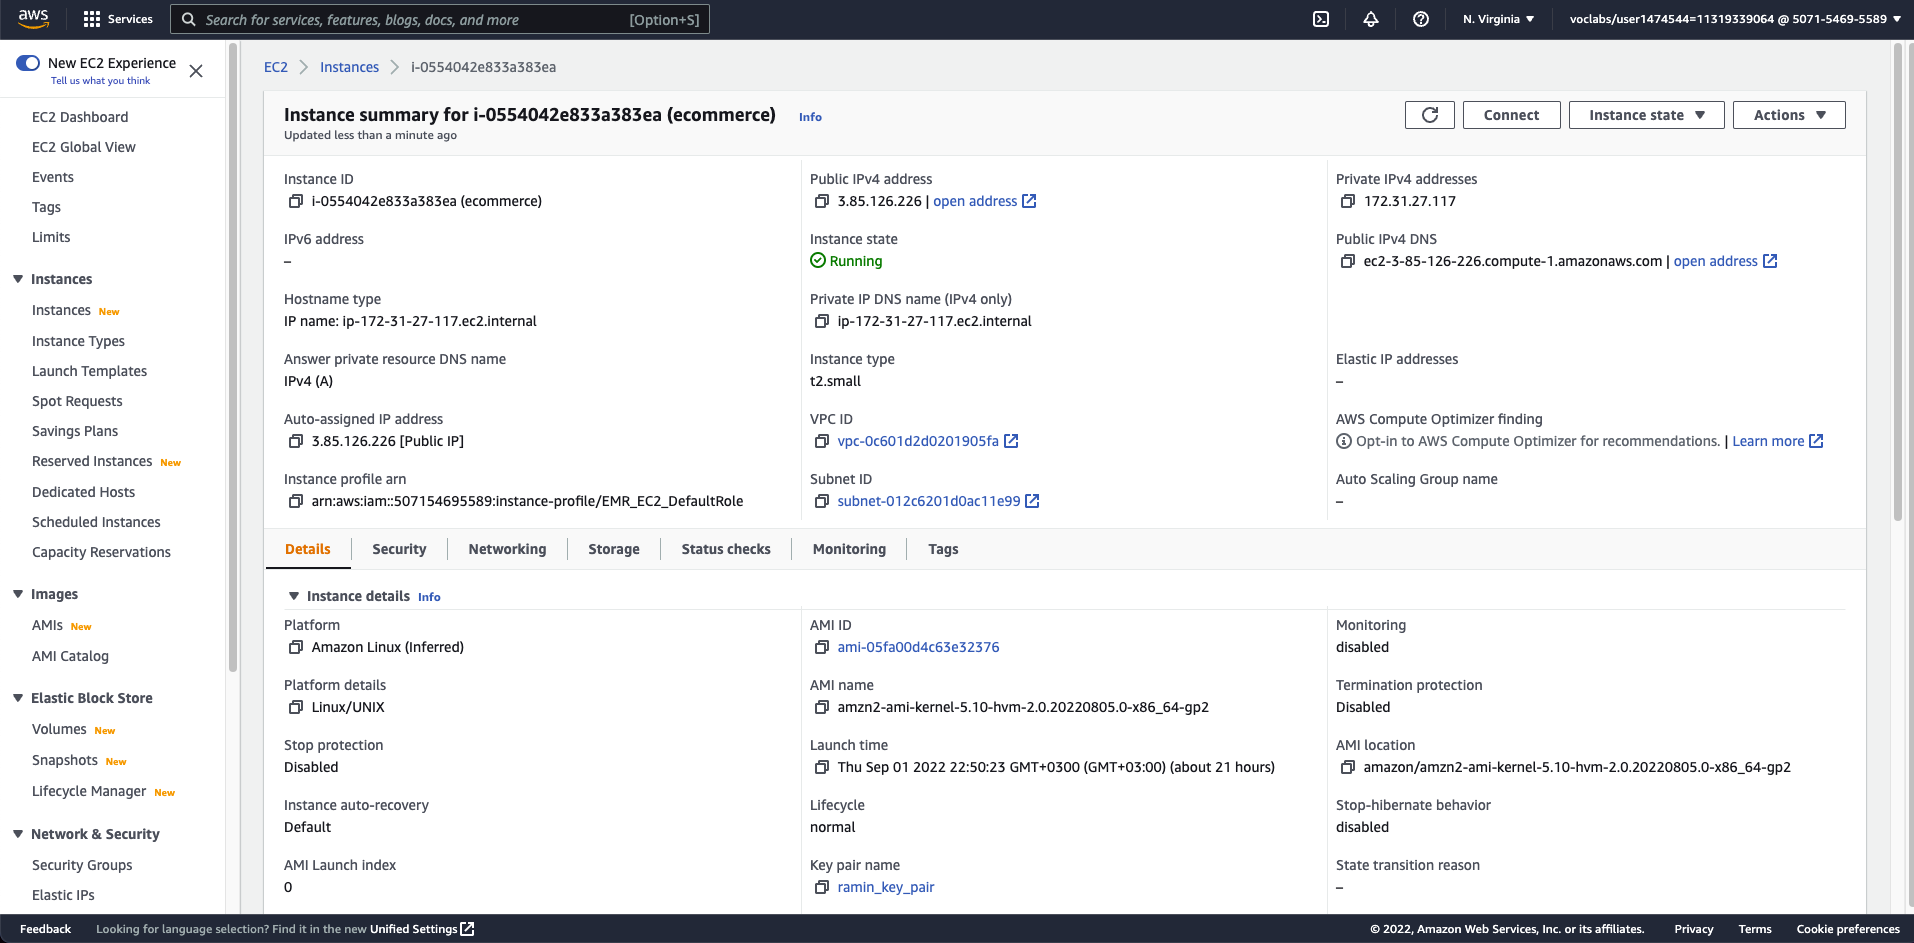 aws
Services
Search for services, features, blogs, docs, and more
[Option+S]
N. Virginia
voclabs/user1474544=11319339064 @ 5071-5469-5589
New EC2 Experience
Tell us what you think
EC2 Dashboard
EC2 Global View
Events
Tags
Limits
Instances
Instances New
Instance Types
Launch Templates
Spot Requests
Savings Plans
Reserved Instances New
Dedicated Hosts
Scheduled Instances
Capacity Reservations
Images
AMIs New
AMI Catalog
Elastic Block Store
Volumes New
Snapshots New
Lifecycle Manager New
Network & Security
Security Groups
Elastic IPs
EC2
Instances
i-0554042e833a383ea
Instance summary for i-0554042e833a383ea (ecommerce)
Info
Updated less than a minute ago
Connect
Instance state
Actions
Instance ID
i-0554042e833a383ea (ecommerce)
Public IPv4 address
3.85.126.226 | open address
Private IPv4 addresses
172.31.27.117
IPv6 address
–
Instance state
Running
Public IPv4 DNS
ec2-3-85-126-226.compute-1.amazonaws.com | open address
Hostname type
IP name: ip-172-31-27-117.ec2.internal
Private IP DNS name (IPv4 only)
ip-172-31-27-117.ec2.internal
Answer private resource DNS name
IPv4 (A)
Instance type
t2.small
Elastic IP addresses
–
Auto-assigned IP address
3.85.126.226 [Public IP]
VPC ID
vpc-0c601d2d0201905fa
AWS Compute Optimizer finding
Opt-in to AWS Compute Optimizer for recommendations. | Learn more
Instance profile arn
arn:aws:iam::507154695589:instance-profile/EMR_EC2_DefaultRole
Subnet ID
subnet-012c6201d0ac11e99
Auto Scaling Group name
–
Details
Security
Networking
Storage
Status checks
Monitoring
Tags
Instance details Info
Platform
Amazon Linux (Inferred)
AMI ID
ami-05fa00d4c63e32376
Monitoring
disabled
Platform details
Linux/UNIX
AMI name
amzn2-ami-kernel-5.10-hvm-2.0.20220805.0-x86_64-gp2
Termination protection
Disabled
Stop protection
Disabled
Launch time
Thu Sep 01 2022 22:50:23 GMT+0300 (GMT+03:00) (about 21 hours)
AMI location
amazon/amzn2-ami-kernel-5.10-hvm-2.0.20220805.0-x86_64-gp2
Instance auto-recovery
Default
Lifecycle
normal
Stop-hibernate behavior
disabled
AMI Launch index
0
Key pair name
ramin_key_pair
State transition reason
–
Feedback
Looking for language selection? Find it in the new Unified Settings
© 2022, Amazon Web Services, Inc. or its affiliates.
Privacy
Terms
Cookie preferences